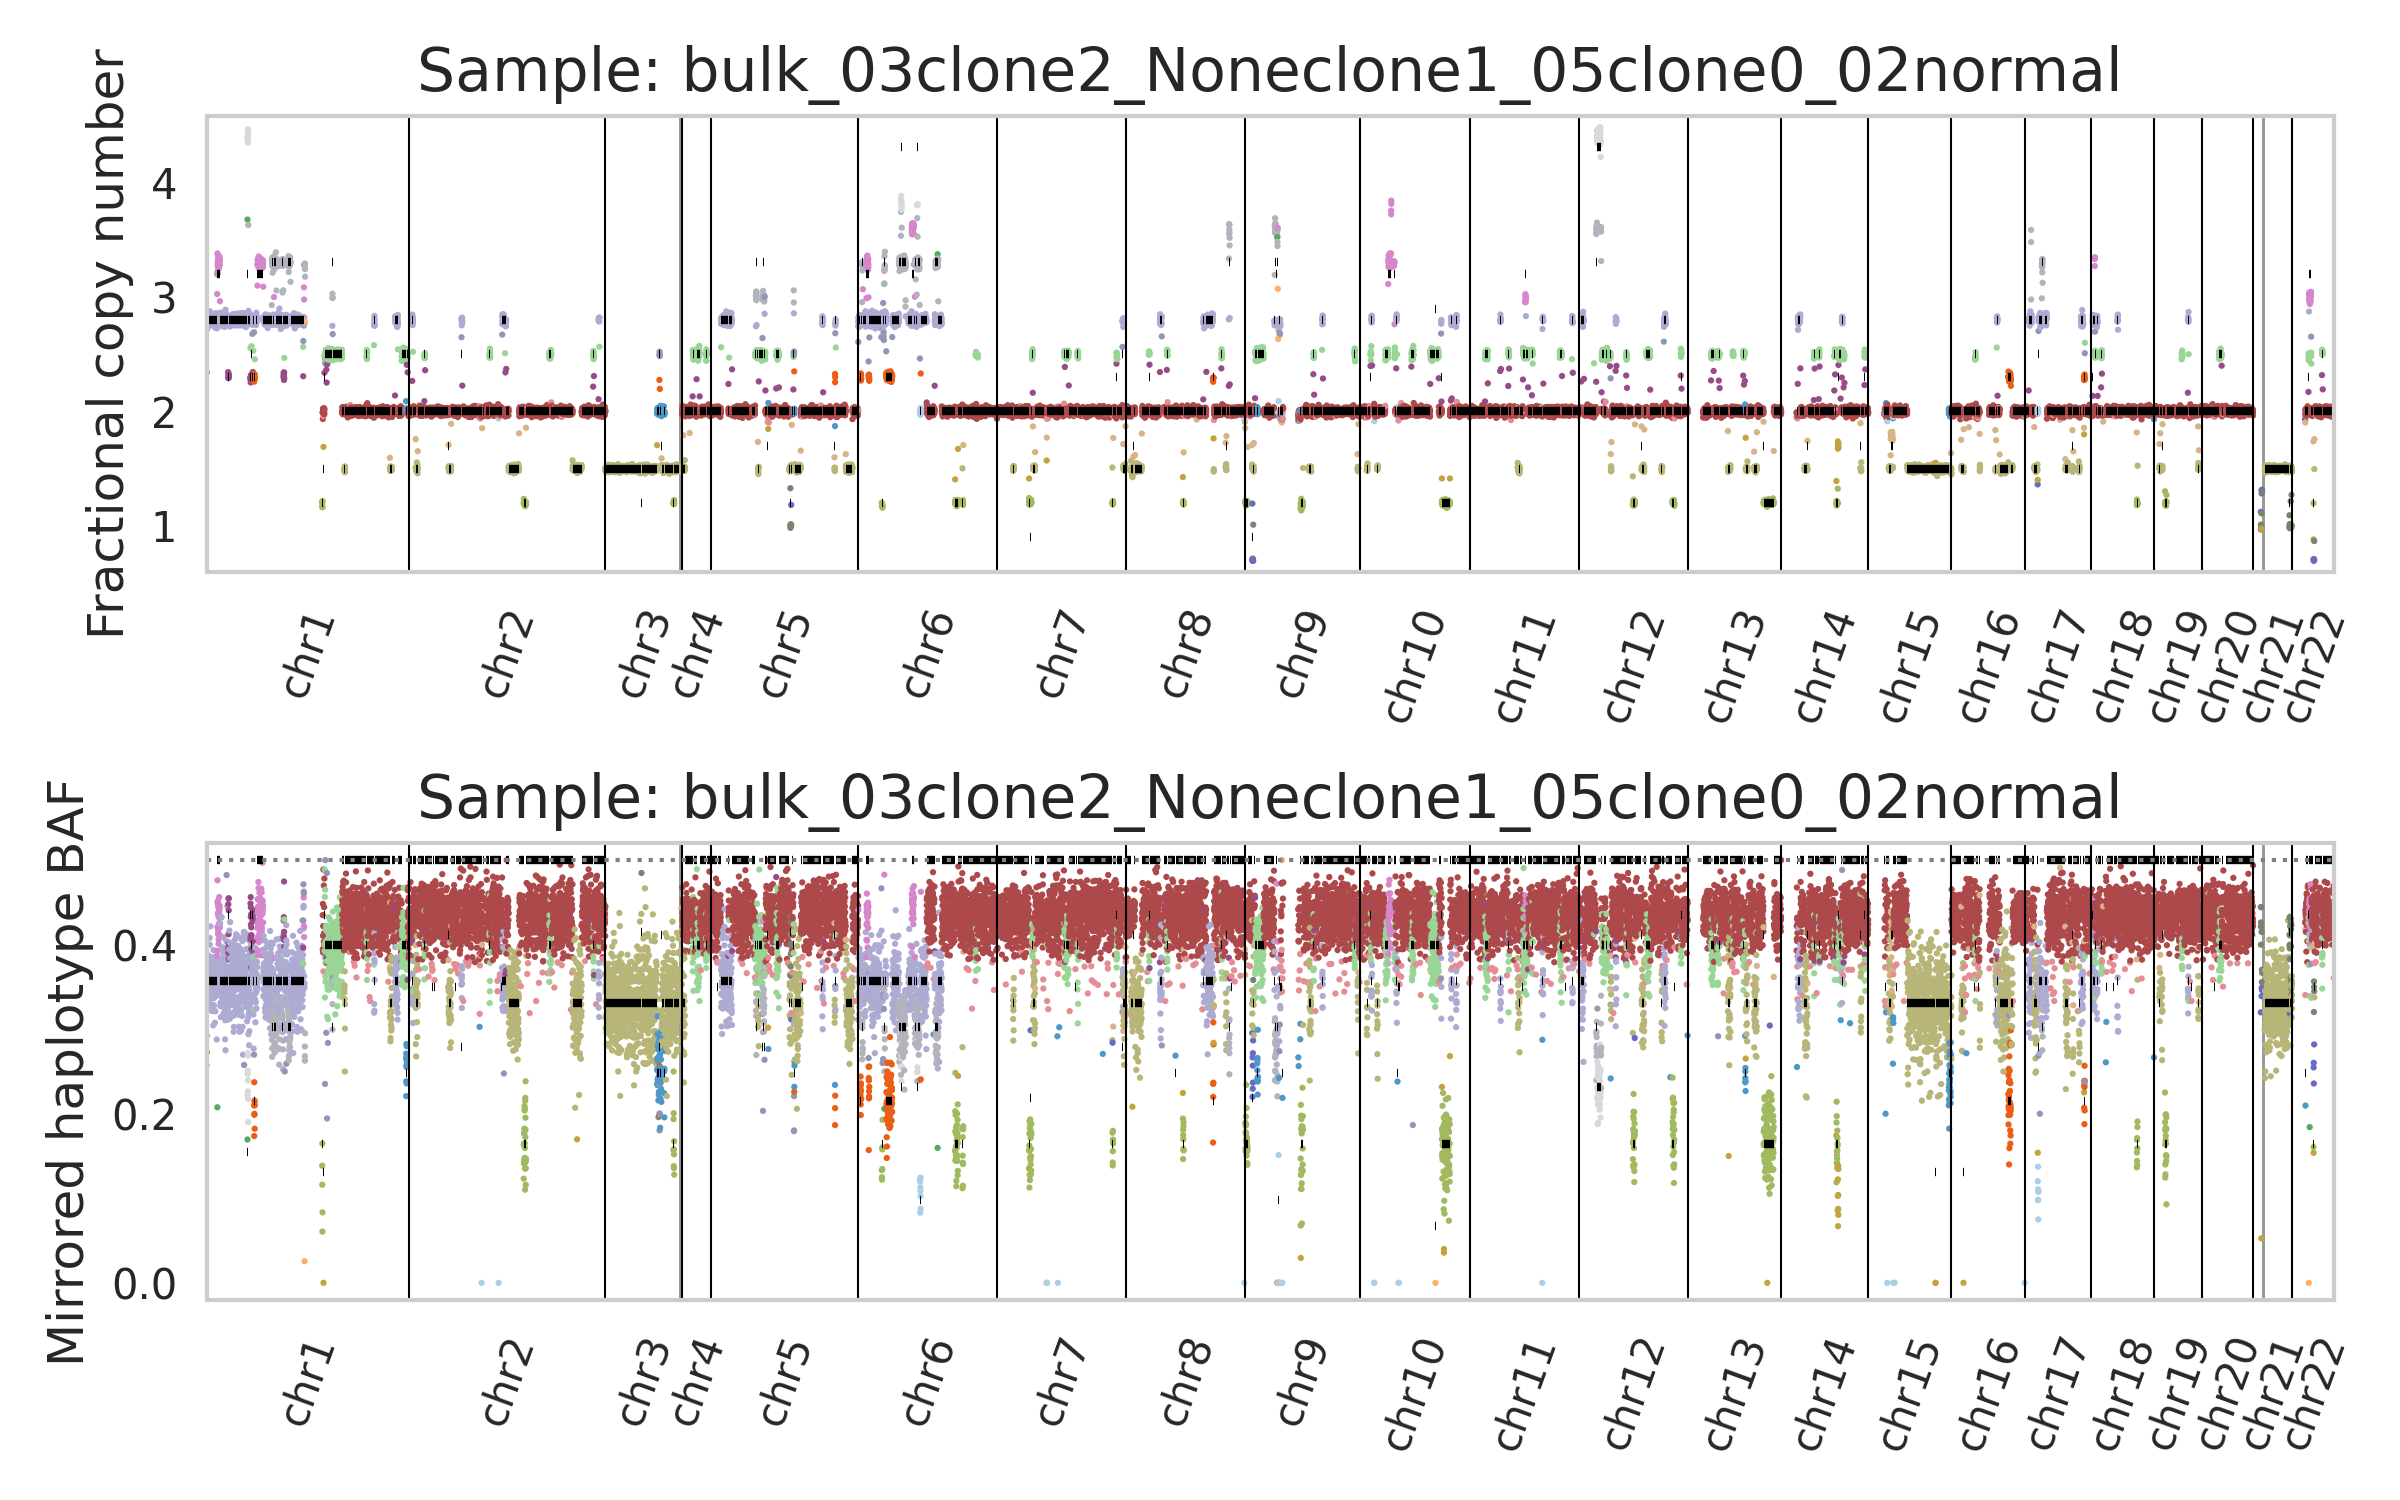 Sample: bulk_03clone2_Noneclone1_05clone0_02normal
Fractional copy number
4
3
2
1
chr1 chr2 chr3 chr4 chr5 chr6 chr7 chr8 chr9 chr10 chr11 chr12 chr13 chr14 chr15 chr16 chr17 chr18 chr19 chr20 chr21 chr22
Sample: bulk_03clone2_Noneclone1_05clone0_02normal
Mirrored haplotype BAF
0.4
0.2
0.0
chr1 chr2 chr3 chr4 chr5 chr6 chr7 chr8 chr9 chr10 chr11 chr12 chr13 chr14 chr15 chr16 chr17 chr18 chr19 chr20 chr21 chr22